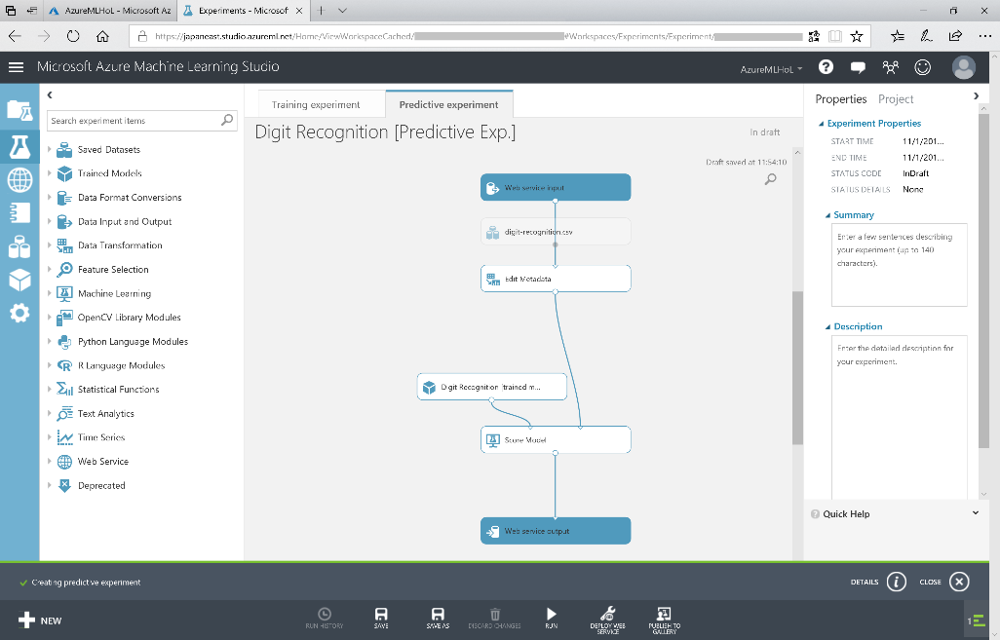 AzureMLHoL - Microsoft Az
Experiments - Microsof
https://japaneast.studio.azureml.net/Home/ViewWorkspaceCached/
#Workspaces/Experiments/Experiment/
Microsoft Azure Machine Learning Studio
AzureMLHoL
Search experiment items
Saved Datasets
Trained Models
Data Format Conversions
Data Input and Output
Data Transformation
Feature Selection
Machine Learning
OpenCV Library Modules
Python Language Modules
R Language Modules
Statistical Functions
Text Analytics
Time Series
Web Service
Deprecated
Training experiment
Predictive experiment
Digit Recognition [Predictive Exp.]
In draft
Draft saved at 11:54:10
Web service input
digit-recognition.csv
Edit Metadata
Digit Recognition [trained m...
Score Model
Web service output
Properties Project
Experiment Properties
START TIME 11/1/201...
END TIME 11/1/201...
STATUS CODE InDraft
STATUS DETAILS None
Summary
Enter a few sentences describing
your experiment (up to 140
characters).
Description
Enter the detailed description for
your experiment.
Quick Help
Creating predictive experiment
DETAILS
CLOSE
NEW
RUN HISTORY
SAVE
SAVE AS
DISCARD CHANGES
RUN
DEPLOY WEB
SERVICE
PUBLISH TO
GALLERY
1